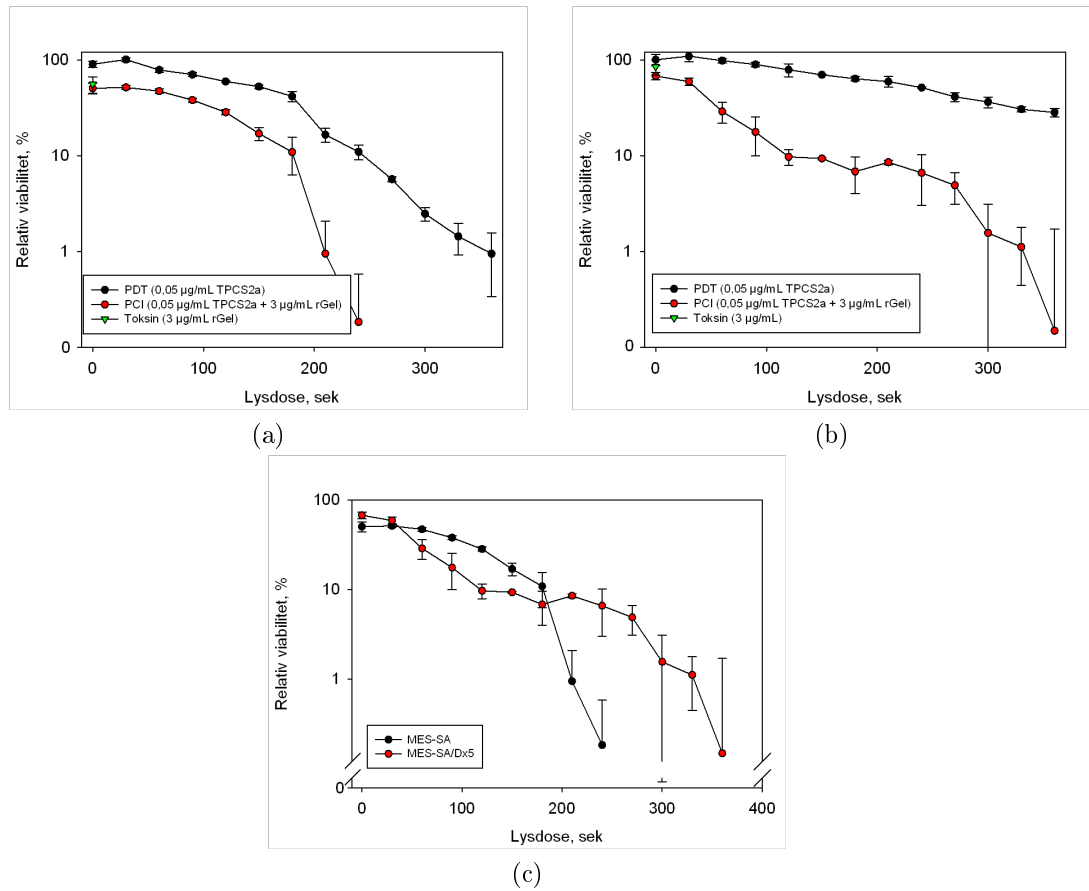 100
10
1
0
Relativ viabilitet, %
PDT (0,05 µg/mL TPCS2a)
PCI (0,05 µg/mL TPCS2a + 3 µg/mL rGel)
Toksin (3 µg/mL rGel)
0 100 200 300
Lysdose, sek
(a)
100
10
1
0
Relativ viabilitet, %
PDT (0,05 µg/mL TPCS2a)
PCI (0,05 µg/mL TPCS2a + 3 µg/mL rGel)
Toksin (3 µg/mL)
0 100 200 300
Lysdose, sek
(b)
100
10
1
0
Relativ viabilitet, %
MES-SA
MES-SA/Dx5
0 100 200 300 400
Lysdose, sek
(c)